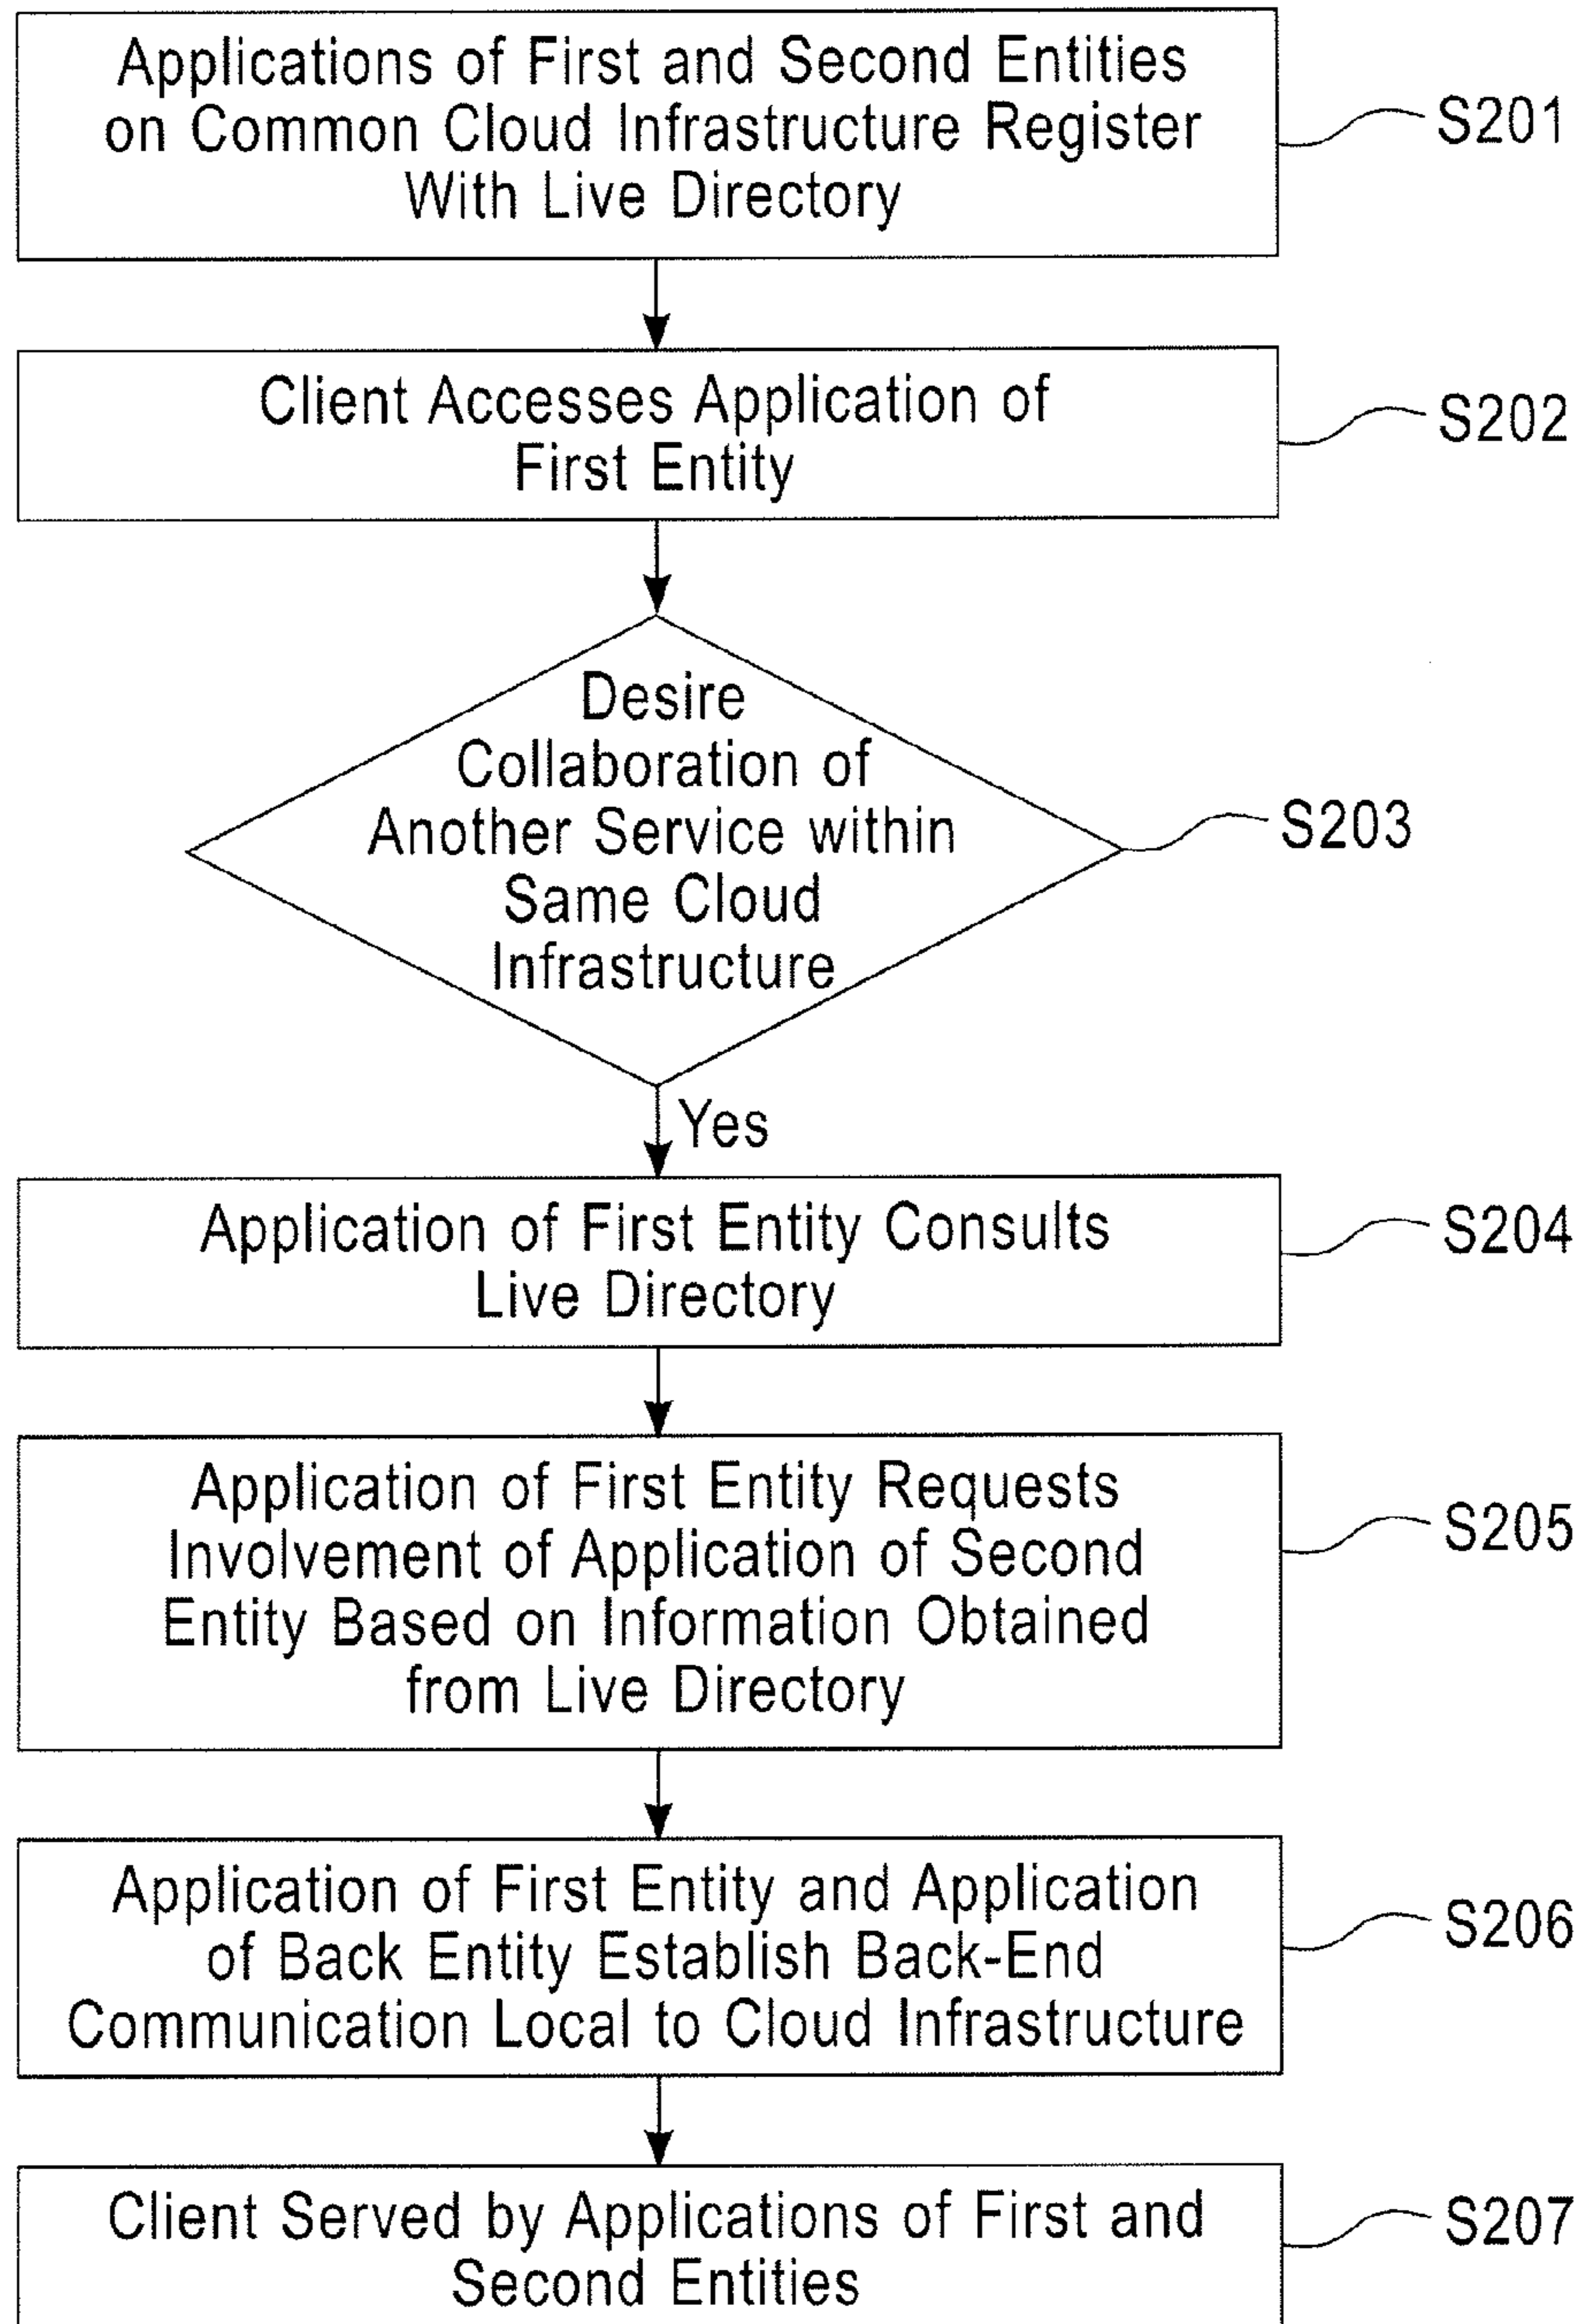 Applications of First and Second Entities
on Common Cloud Infrastructure Register
With Live Directory
S201
Client Accesses Application of
First Entity
S202
Desire
Collaboration of
Another Service within
Same Cloud
Infrastructure
S203
Yes
Application of First Entity Consults
Live Directory
S204
Application of First Entity Requests
Involvement of Application of Second
Entity Based on Information Obtained
from Live Directory
S205
Application of First Entity and Application
of Back Entity Establish Back-End
Communication Local to Cloud Infrastructure
S206
Client Served by Applications of First and
Second Entities
S207